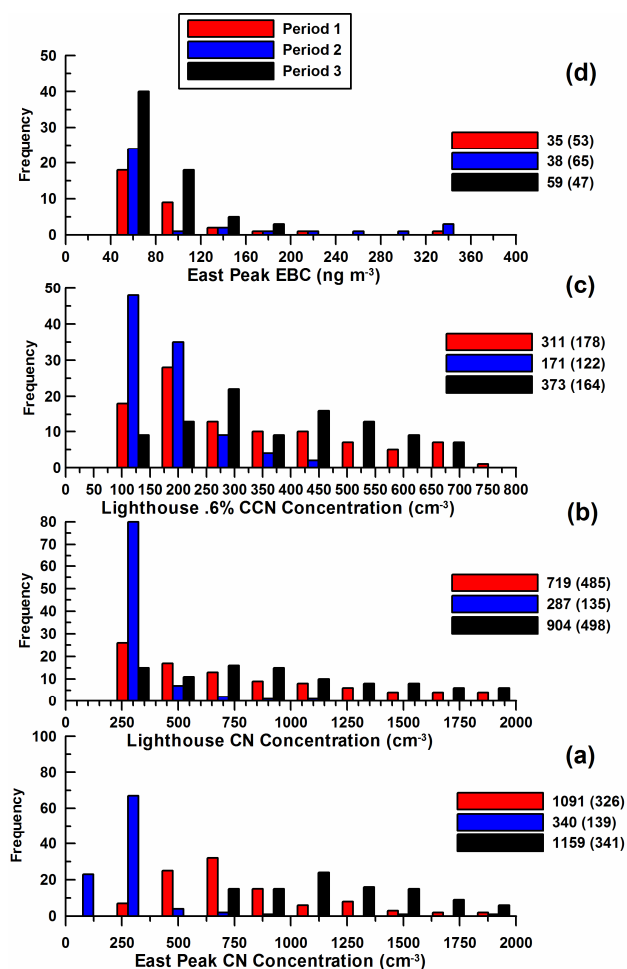 Period 1
Period 2
Period 3
(d)
50
40
30
20
10
0
Frequency
35 (53)
38 (65)
59 (47)
0 40 80 120 160 200 240 280 320 360 400
East Peak EBC (ng m-3)
(c)
50
40
30
20
10
0
Frequency
311 (178)
171 (122)
373 (164)
0 50 100 150 200 250 300 350 400 450 500 550 600 650 700 750 800
Lighthouse .6% CCN Concentration (cm-3)
(b)
80
70
60
50
40
30
20
10
0
Frequency
719 (485)
287 (135)
904 (498)
0 250 500 750 1000 1250 1500 1750 2000
Lighthouse CN Concentration (cm-3)
(a)
100
80
60
40
20
0
Frequency
1091 (326)
340 (139)
1159 (341)
0 250 500 750 1000 1250 1500 1750 2000
East Peak CN Concentration (cm-3)